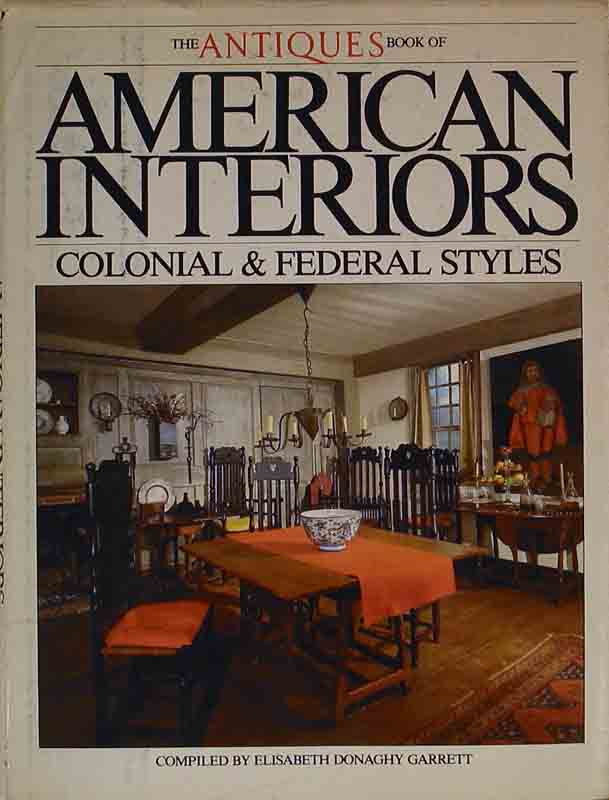 THE ANTIQUES BOOK OF
AMERICAN
INTERIORS
COLONIAL & FEDERAL STYLES
COMPILED BY ELISABETH DONAGHY GARRETT